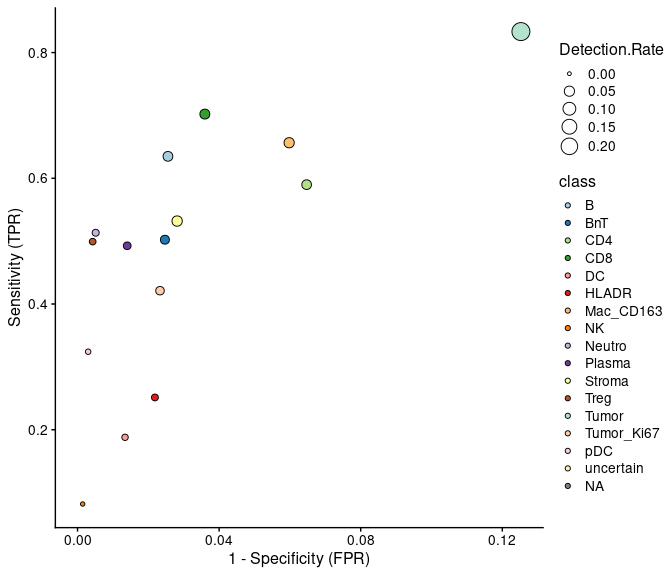 0.8
0.6
0.4
0.2
Sensitivity (TPR)
0.00
0.04
0.08
0.12
1 - Specificity (FPR)
Detection.Rate
0.00
0.05
0.10
0.15
0.20
class
B
BnT
CD4
CD8
DC
HLADR
Mac_CD163
NK
Neutro
Plasma
Stroma
Treg
Tumor
Tumor_Ki67
pDC
uncertain
NA